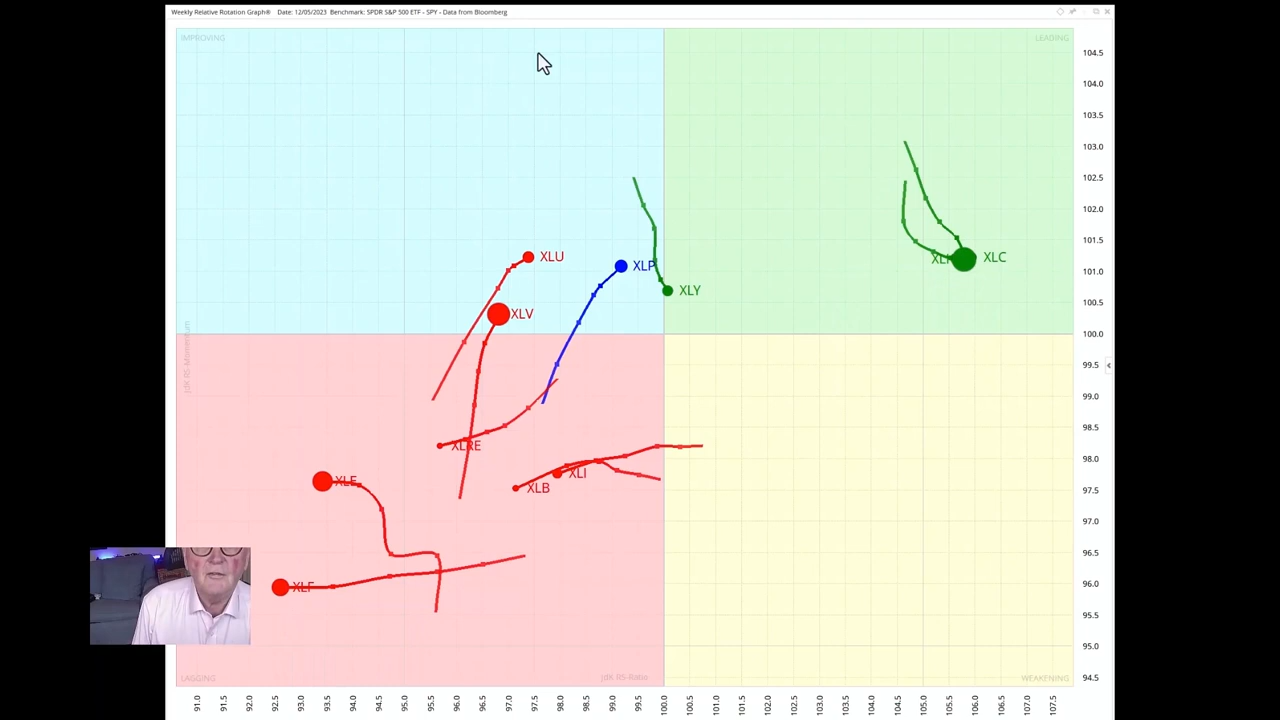 Weekly Relative Rotation Graph® Date: 12/05/2023 Benchmark: SPDR S&P 500 ETF - SPY - Data from Bloomberg
IMPROVING
LEADING
104.5
104.0
103.5
103.0
102.5
102.0
101.5
101.0
100.5
100.0
99.5
99.0
98.5
98.0
97.5
97.0
96.5
96.0
95.5
95.0
94.5
XLU
XLP
XLC
XLY
XLV
XLRE
XLI
XLB
JdK RS-Momentum
LAGGING
JdK RS-Ratio
WEAKENING
91.0 91.5 92.0 92.5 93.0 93.5 94.0 94.5 95.0 95.5 96.0 96.5 97.0 97.5 98.0 98.5 99.0 99.5 100.0 100.5 101.0 101.5 102.0 102.5 103.0 103.5 104.0 104.5 105.0 105.5 106.0 106.5 107.0 107.5